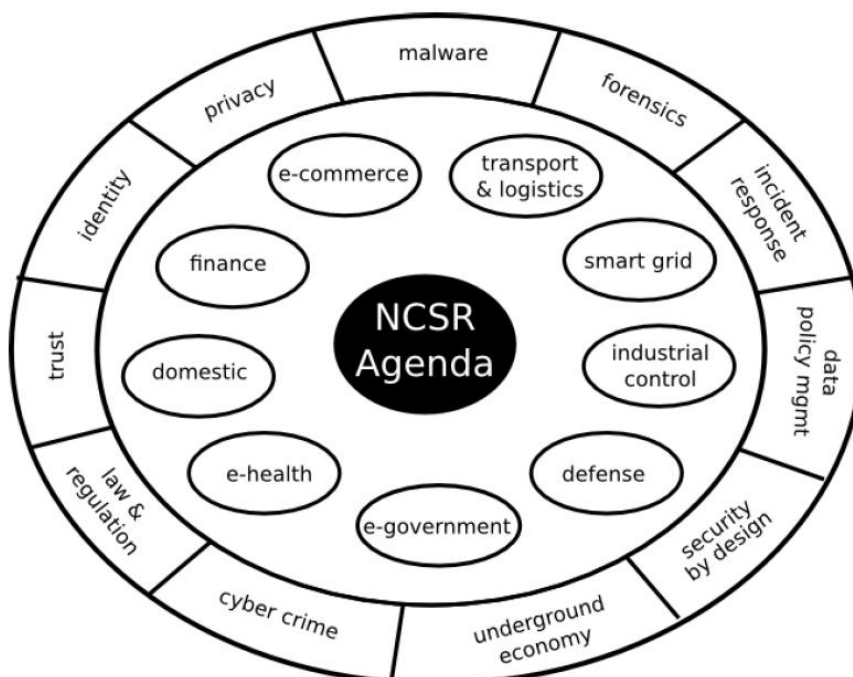 malware
forensics
incident
response
data
policy mgmt
security
by design
underground
economy
cyber crime
law &
regulation
trust
identity
privacy
e-commerce
transport
& logistics
smart grid
industrial
control
defense
e-government
e-health
domestic
finance
NCSR
Agenda